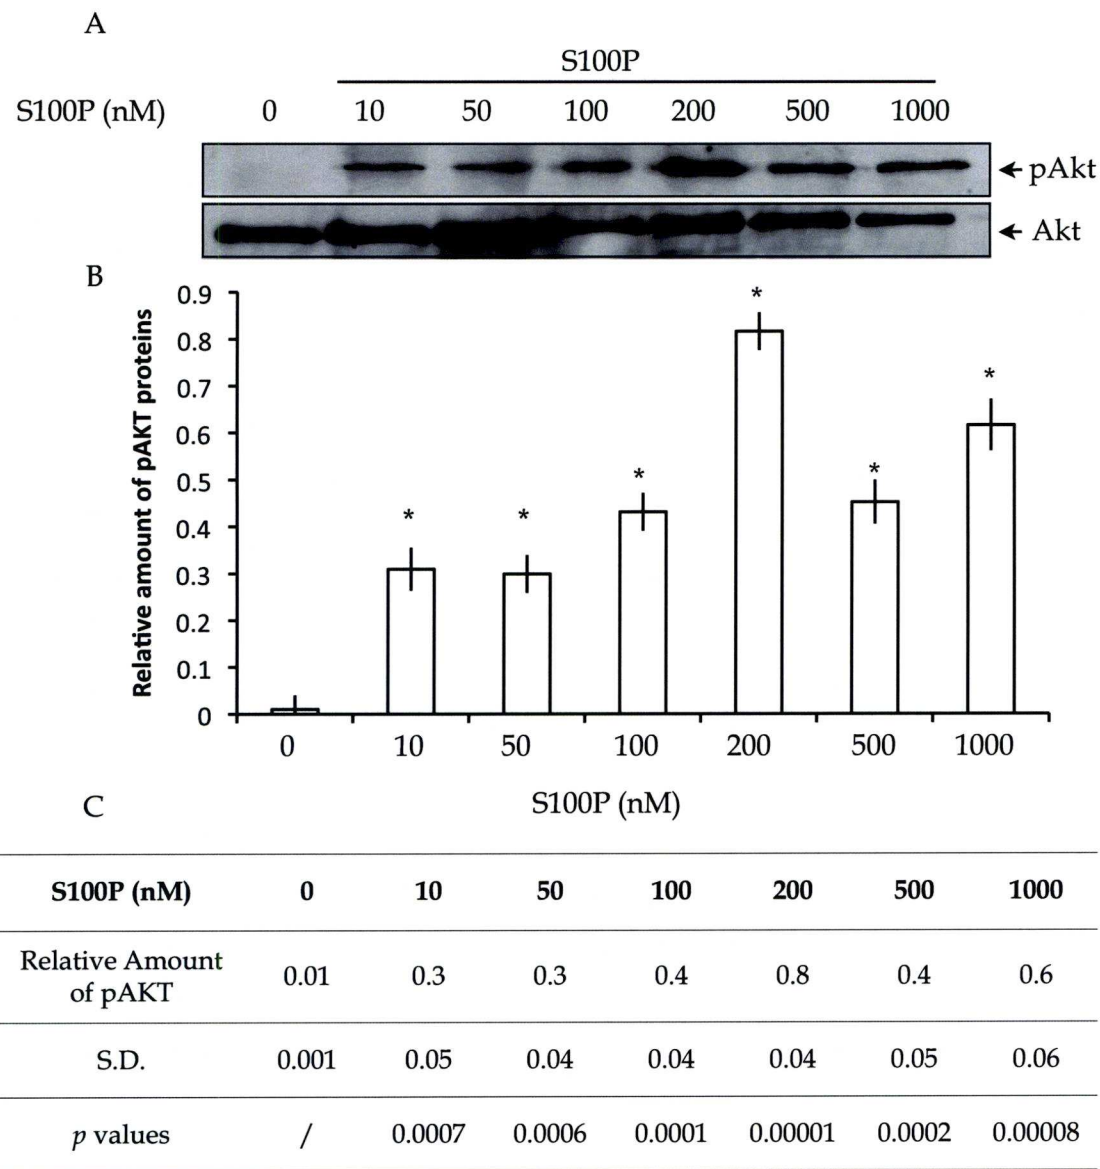 A
S100P
S100P (nM) 0 10 50 100 200 500 1000
← pAkt
← Akt
B
Relative amount of pAKT proteins
0.9
0.8
0.7
0.6
0.5
0.4
0.3
0.2
0.1
0
* * * * * *
0 10 50 100 200 500 1000
S100P (nM)
C
S100P (nM) 0 10 50 100 200 500 1000
Relative Amount
of pAKT 0.01 0.3 0.3 0.4 0.8 0.4 0.6
S.D. 0.001 0.05 0.04 0.04 0.04 0.05 0.06
p values / 0.0007 0.0006 0.0001 0.00001 0.0002 0.00008